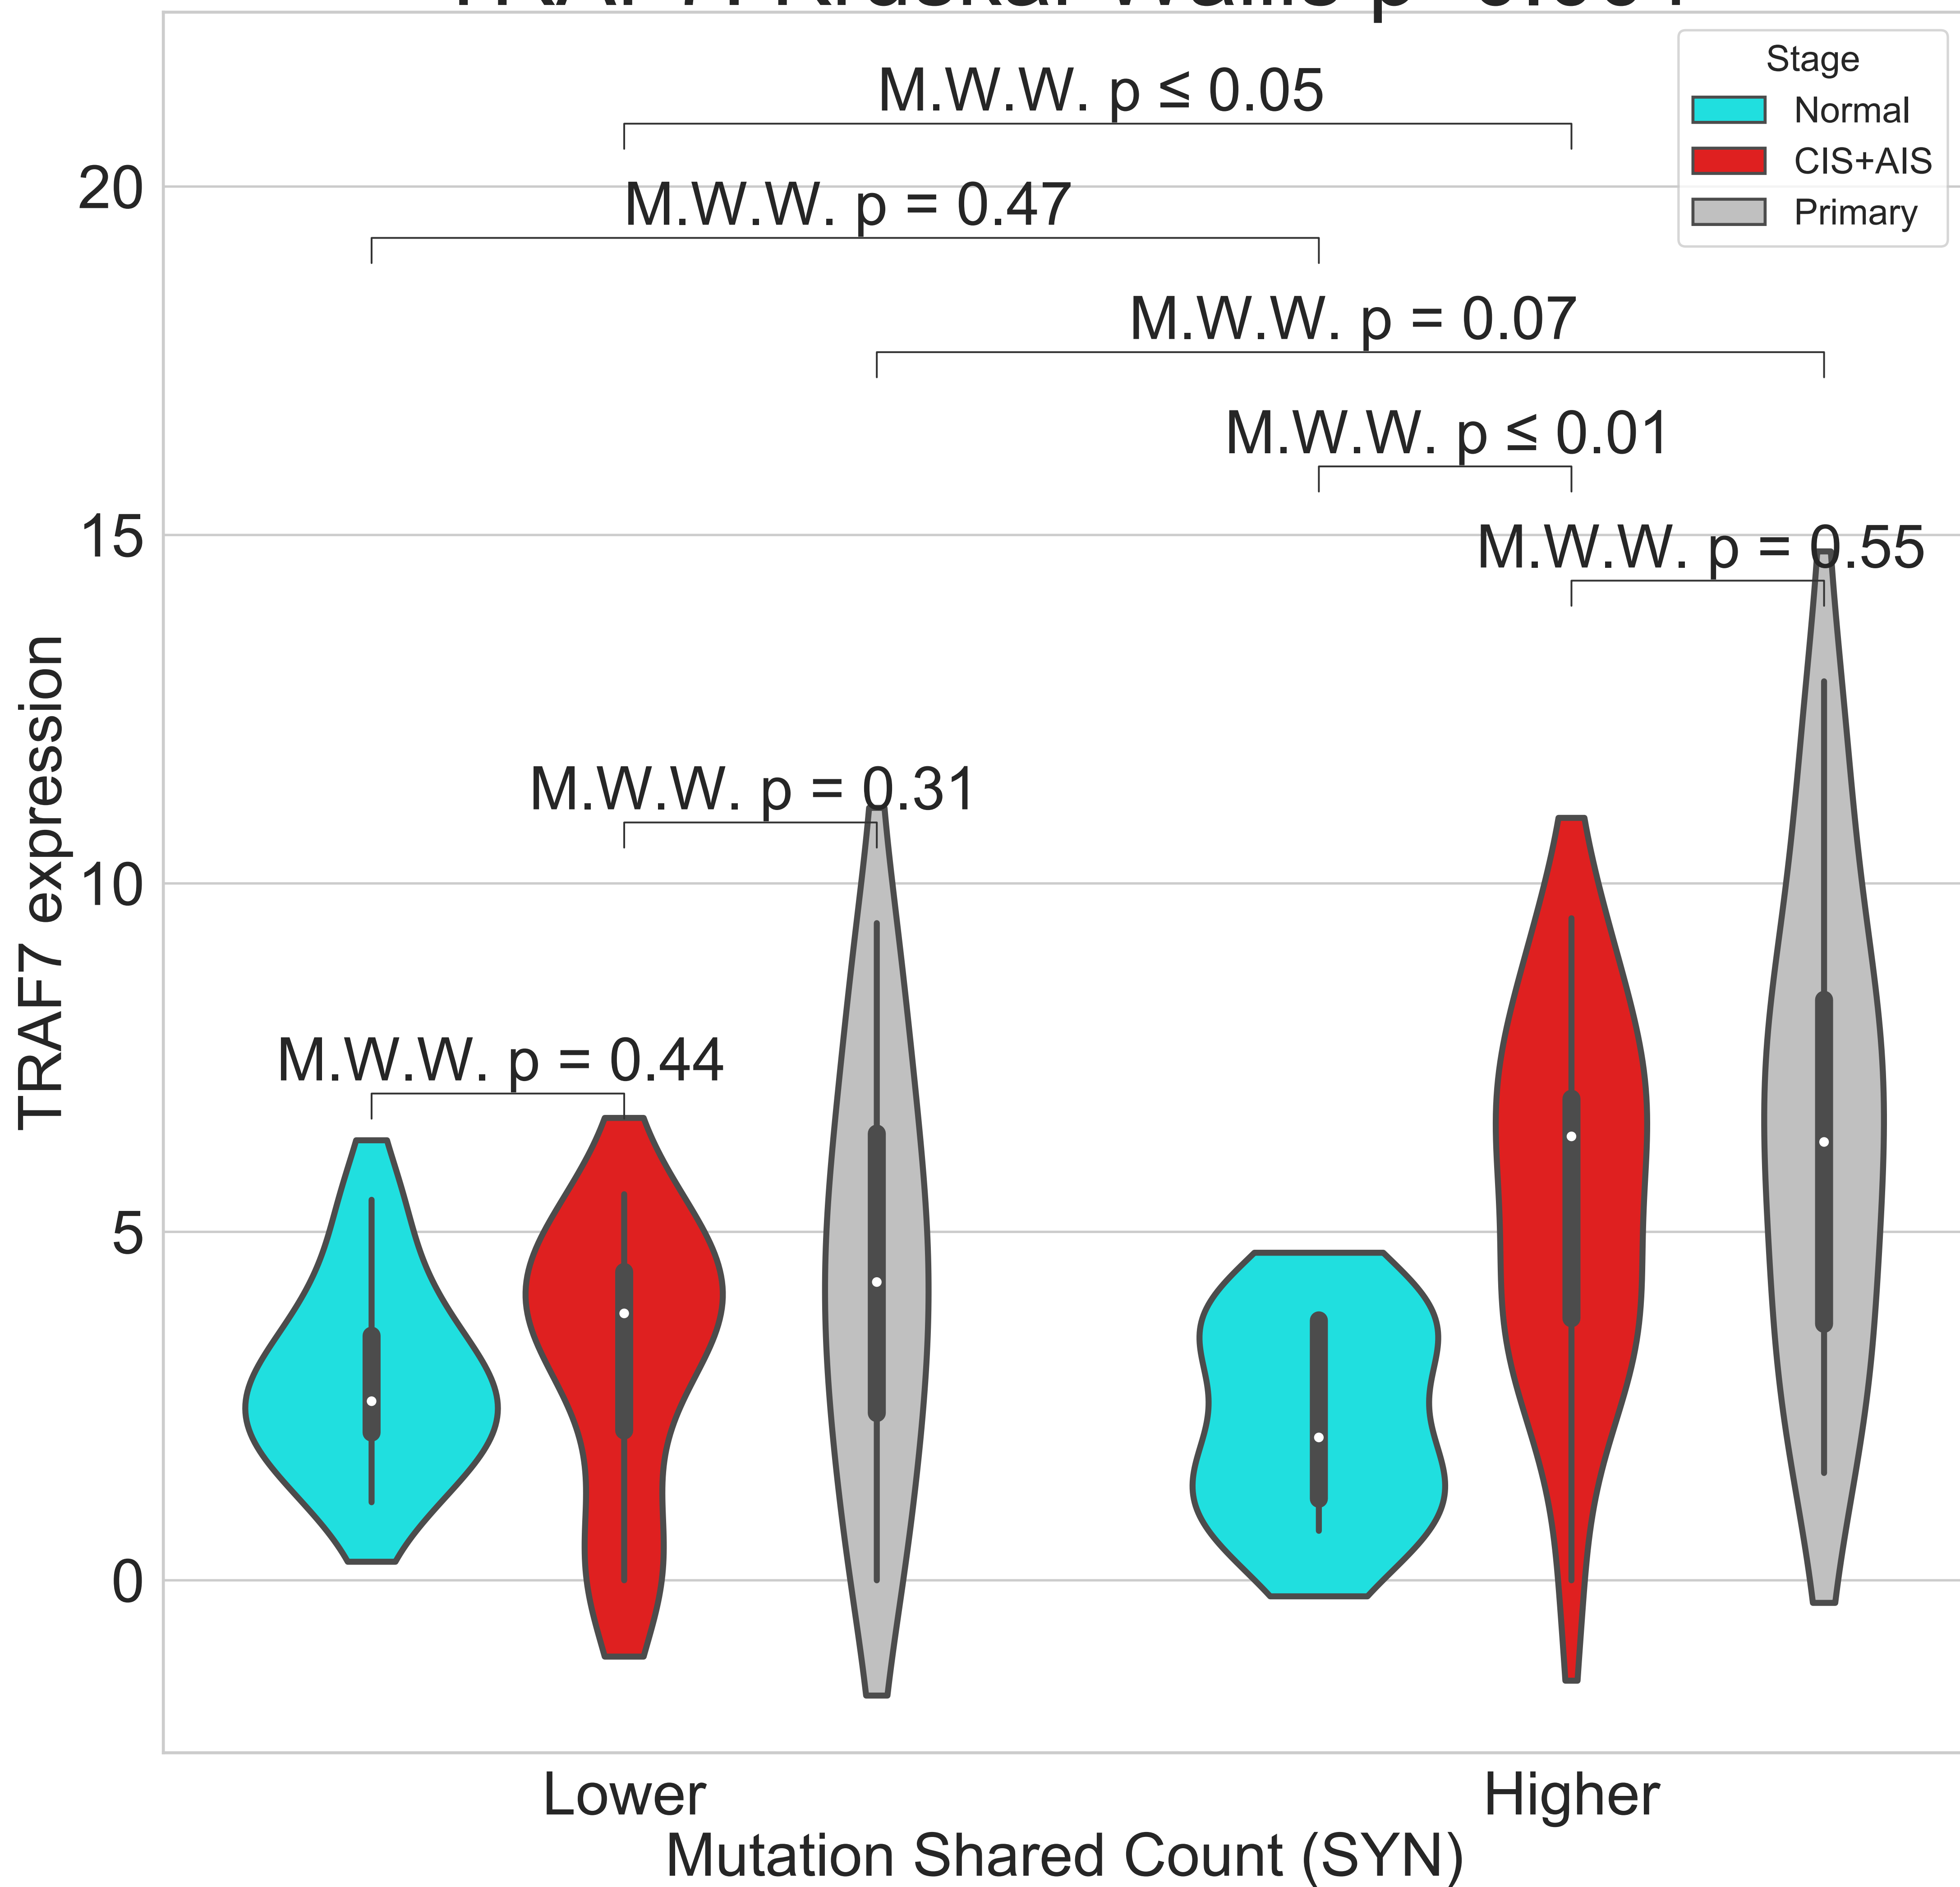 Stage
Normal
CIS+AIS
Primary
M.W.W. p ≤ 0.05
M.W.W. p = 0.47
M.W.W. p = 0.07
M.W.W. p ≤ 0.01
M.W.W. p = 0.55
M.W.W. p = 0.31
M.W.W. p = 0.44
20
15
10
5
0
TRAF7 expression
Lower
Higher
Mutation Shared Count (SYN)